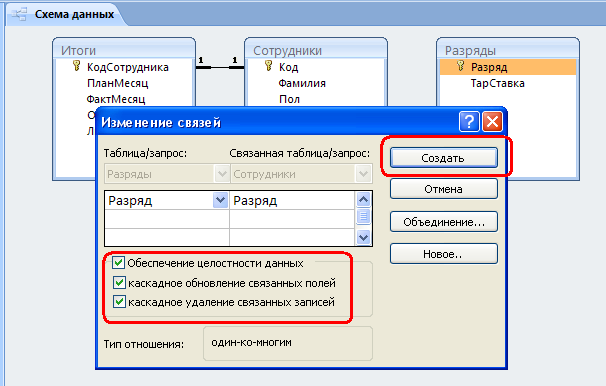 Схема данных
Итоги
КодСотрудника
ПланМесяц
ФактМесяц
1 1
Сотрудники
Код
Фамилия
Пол
Разряды
Разряд
ТарСтавка
Изменение связей
Таблица/запрос: Связанная таблица/запрос:
Разряды Сотрудники
Разряд Разряд
Обеспечение целостности данных
каскадное обновление связанных полей
каскадное удаление связанных записей
Тип отношения: один-ко-многим
Создать
Отмена
Объединение...
Новое..